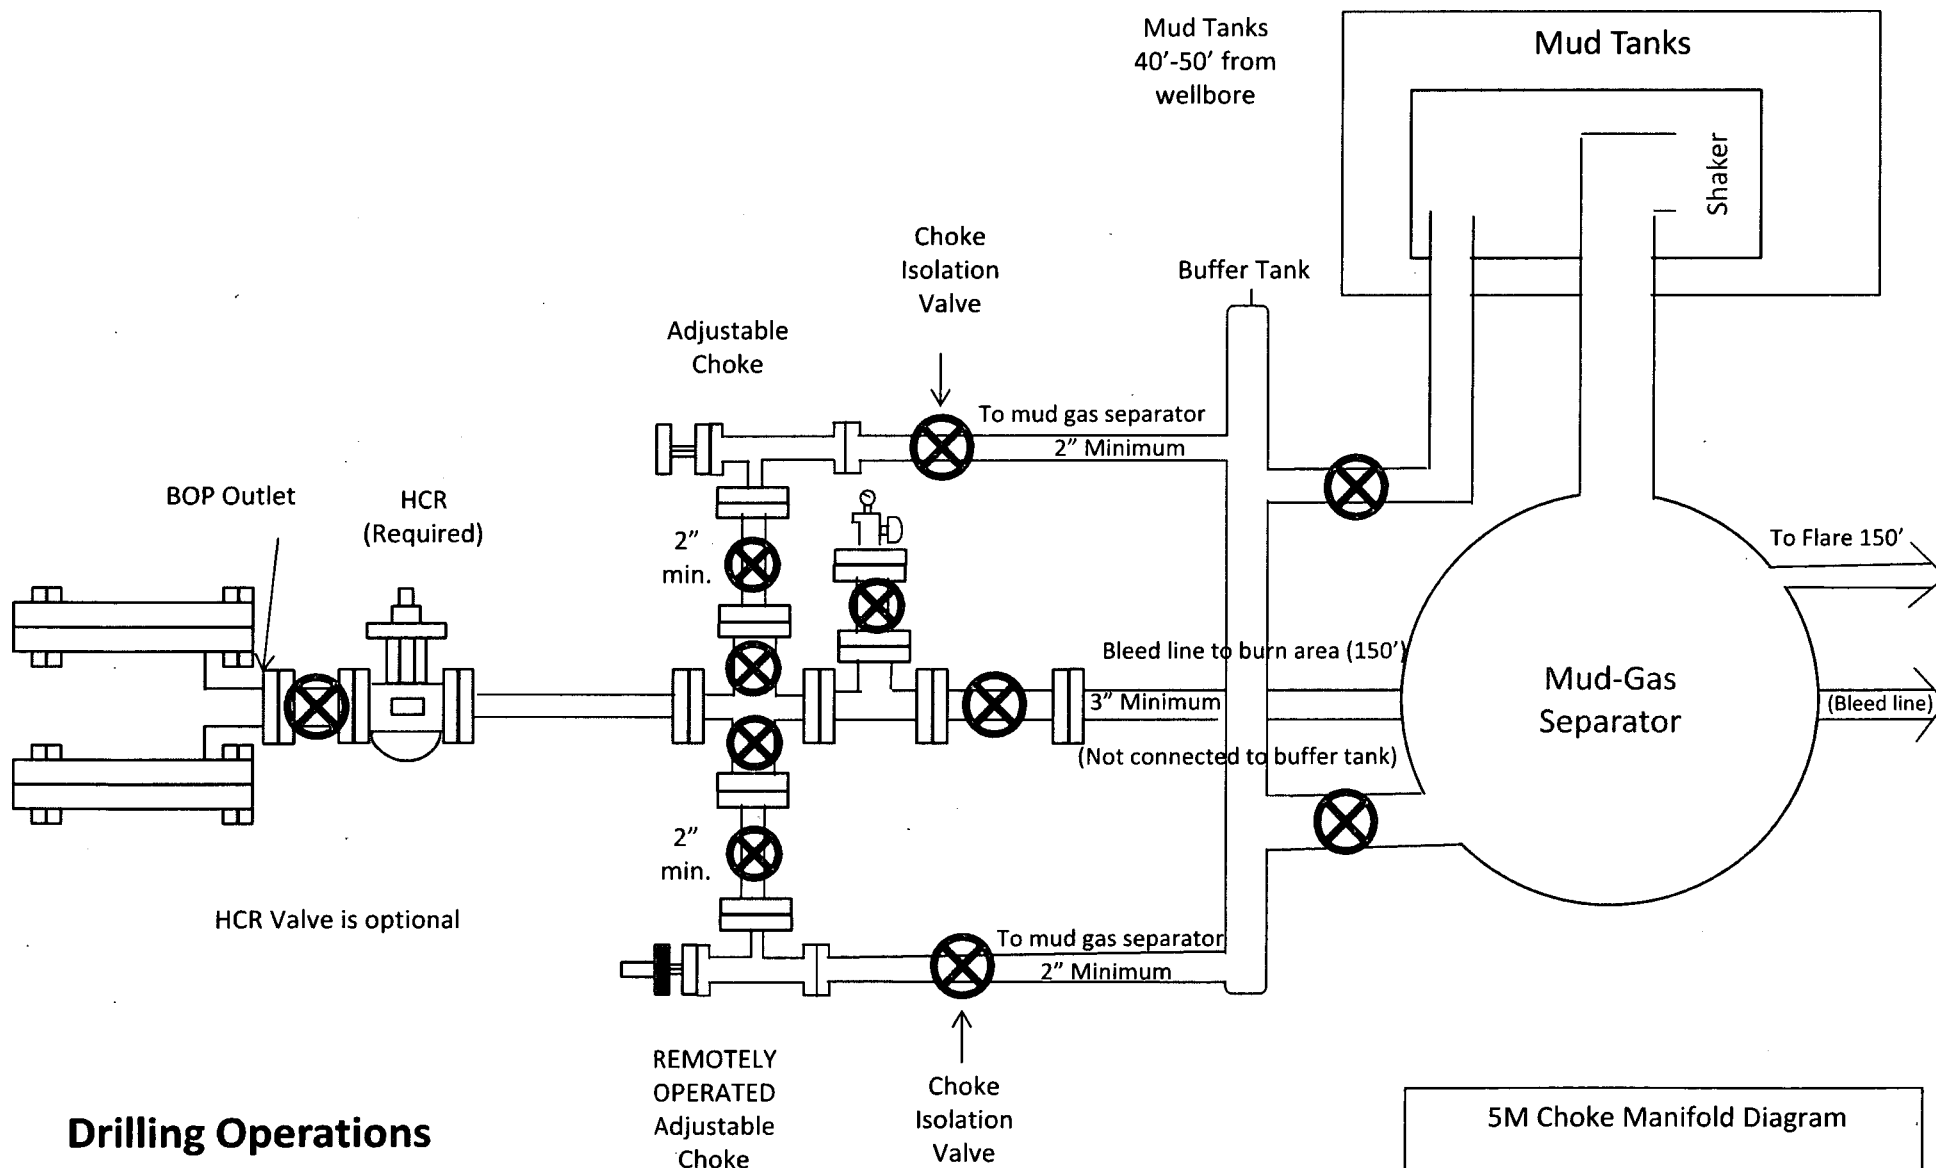 Mud Tanks
40’-50’ from
wellbore
Mud Tanks
Shaker
Choke
Isolation
Valve
Buffer Tank
Adjustable
Choke
To mud gas separator
2” Minimum
BOP Outlet
HCR
(Required)
2”
min.
To Flare 150’
Bleed line to burn area (150’)
3” Minimum
(Not connected to buffer tank)
Mud-Gas
Separator
(Bleed line)
2”
min.
HCR Valve is optional
To mud gas separator
2” Minimum
REMOTELY
OPERATED
Adjustable
Choke
Choke
Isolation
Valve
Drilling Operations
5M Choke Manifold Diagram